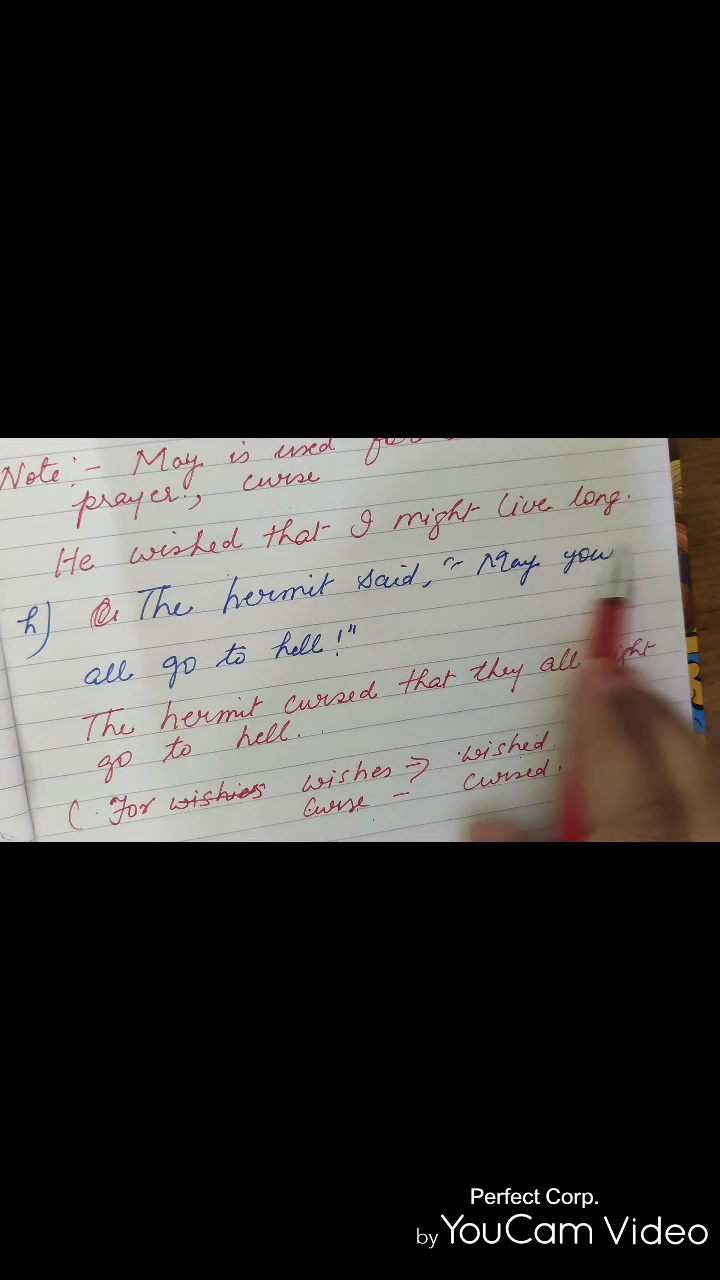 Note:- May is used for
prayer., curse
He wished that I might live long.
h) Q. The hermit said, "May you
all go to hell!"
The hermit cursed that they all might
go to hell.
( For wishes wishes → wished.
curse - cursed.
Perfect Corp.
by YouCam Video